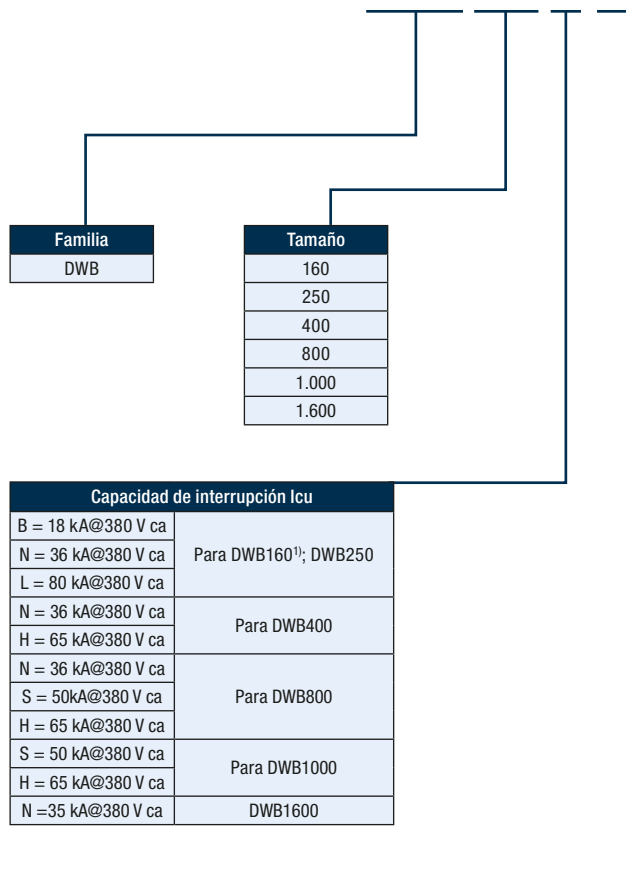 Familia
DWB
Tamaño
160
250
400
800
1.000
1.600
Capacidad de interrupción Icu
B = 18 kA@380 V ca
N = 36 kA@380 V ca
L = 80 kA@380 V ca
Para DWB160¹⁾; DWB250
N = 36 kA@380 V ca
H = 65 kA@380 V ca
Para DWB400
N = 36 kA@380 V ca
S = 50kA@380 V ca
H = 65 kA@380 V ca
Para DWB800
S = 50 kA@380 V ca
H = 65 kA@380 V ca
Para DWB1000
N =35 kA@380 V ca
DWB1600